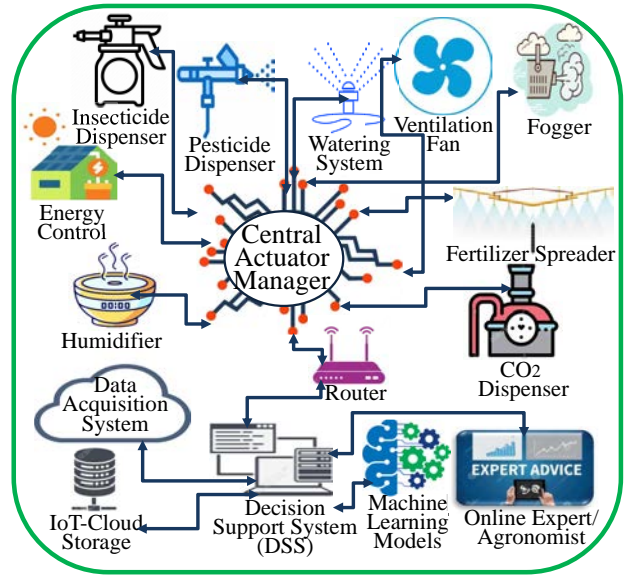 Insecticide
Dispenser
Pesticide
Dispenser
Watering
System
Ventilation
Fan
Fogger
Energy
Control
Central
Actuator
Manager
Fertilizer Spreader
Humidifier
CO2
Dispenser
Router
Data
Acquisition
System
IoT-Cloud
Storage
Decision
Support System
(DSS)
Machine
Learning
Models
EXPERT ADVICE
Online Expert/
Agronomist